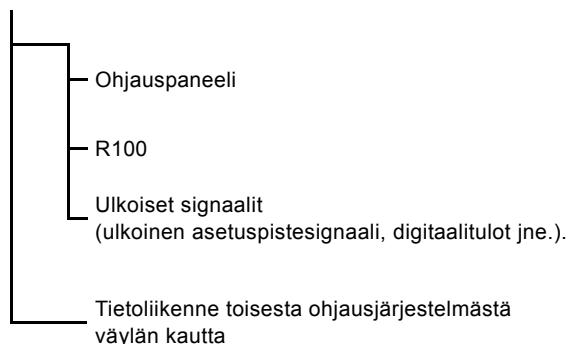 Ohjauspaneeli
R100
Ulkoiset signaalit
(ulkoinen asetuspistesignaali, digitaalitulot jne.).
Tietoliikenne toisesta ohjausjärjestelmästä
väylän kautta